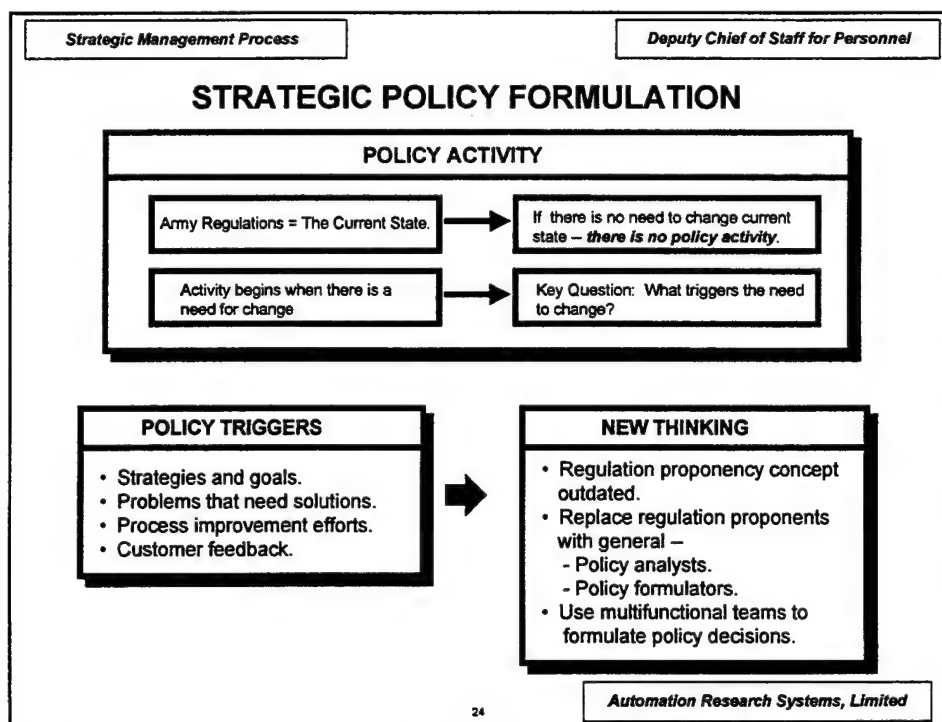 Strategic Management Process
Deputy Chief of Staff for Personnel
STRATEGIC POLICY FORMULATION
POLICY ACTIVITY
Army Regulations = The Current State.
If there is no need to change current
state – there is no policy activity.
Activity begins when there is a
need for change
Key Question: What triggers the need
to change?
POLICY TRIGGERS
• Strategies and goals.
• Problems that need solutions.
• Process improvement efforts.
• Customer feedback.
NEW THINKING
• Regulation proponency concept
outdated.
• Replace regulation proponents
with general –
- Policy analysts.
- Policy formulators.
• Use multifunctional teams to
formulate policy decisions.
24
Automation Research Systems, Limited